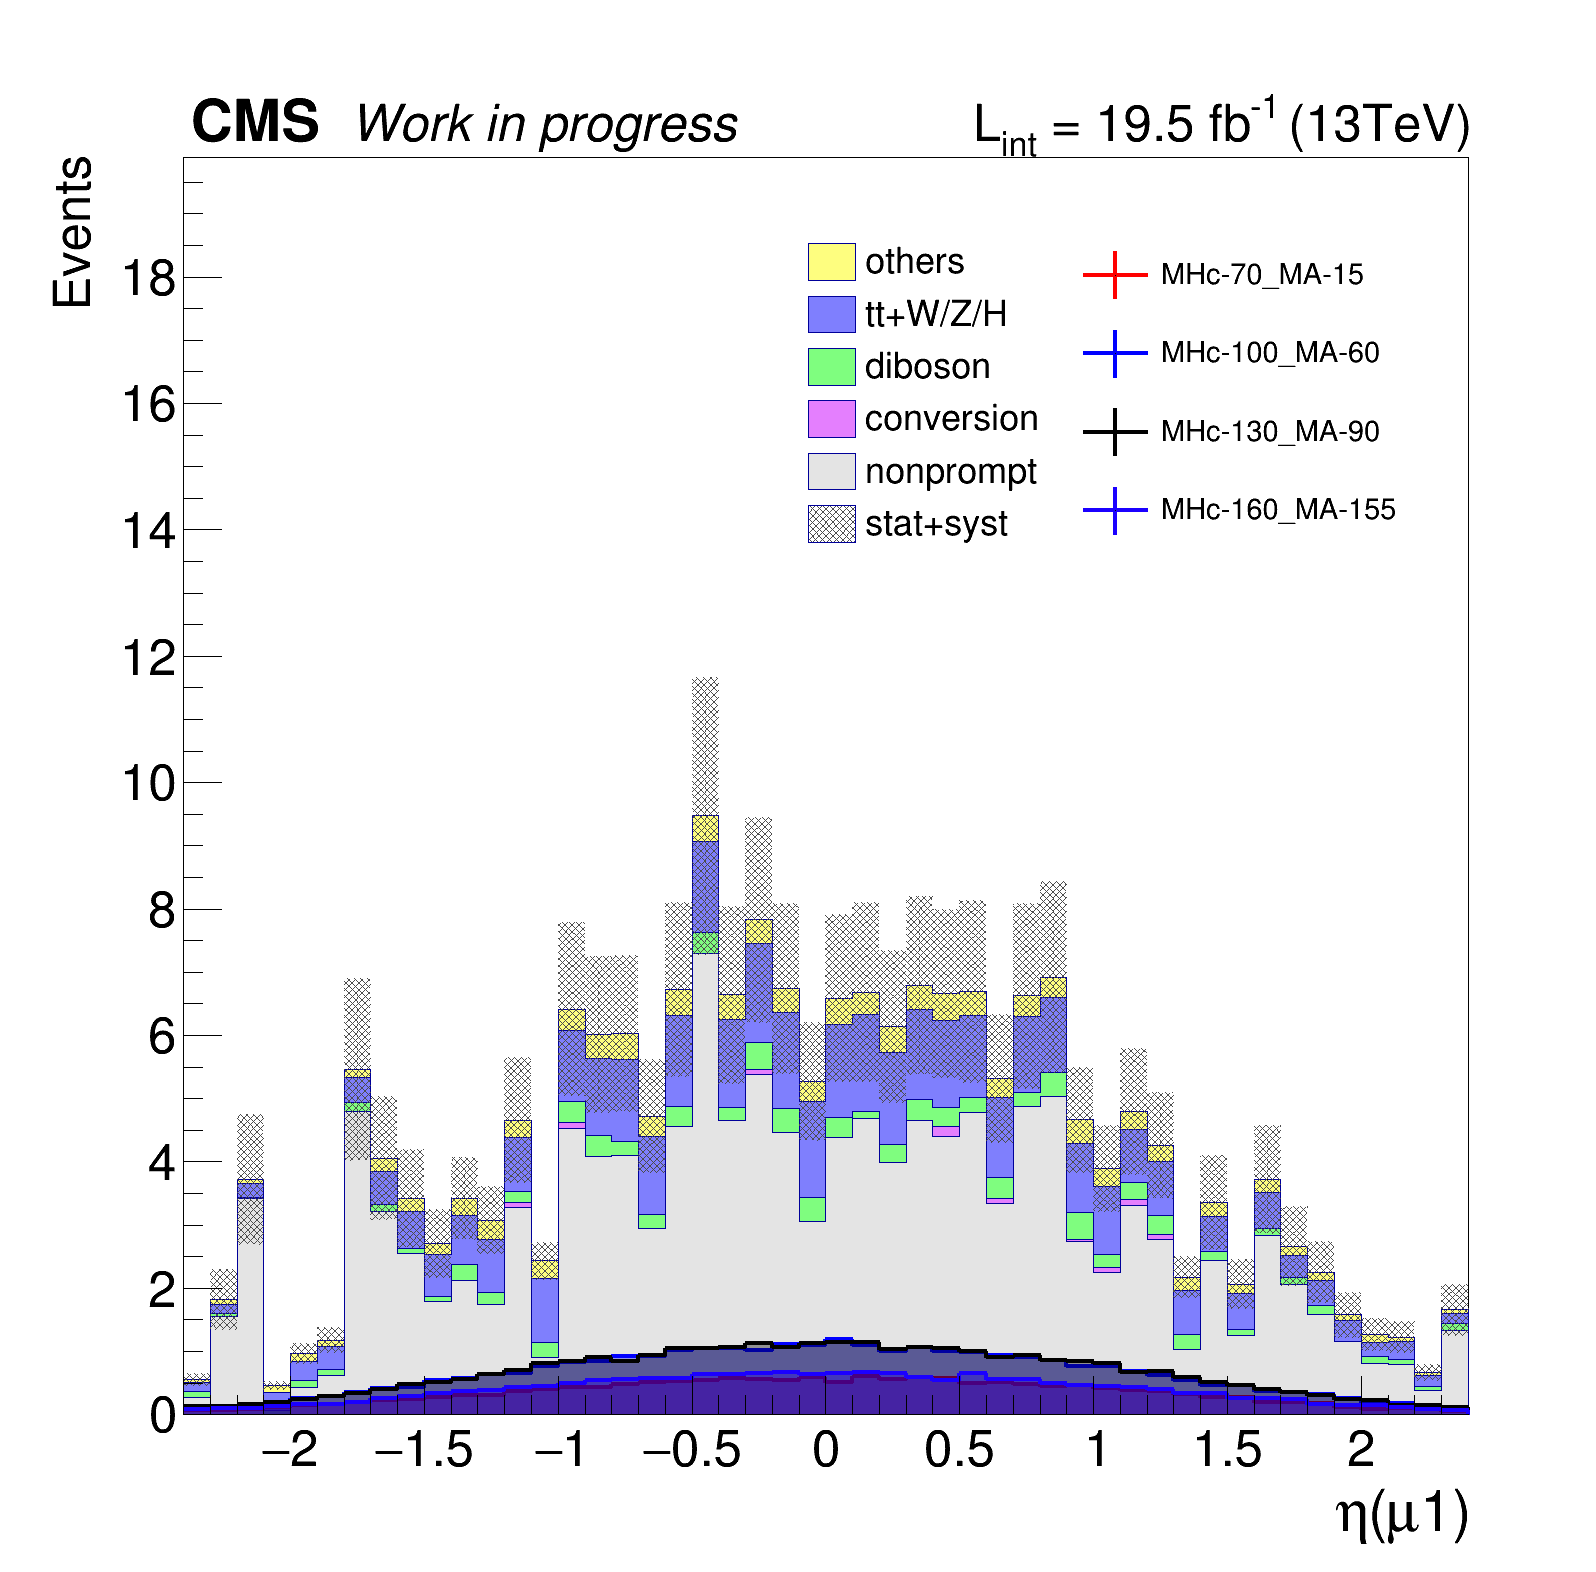 CMS Work in progress
L_int = 19.5 fb^-1 (13TeV)
Events
18
16
14
12
10
8
6
4
2
0
others
tt+W/Z/H
diboson
conversion
nonprompt
stat+syst
MHc-70_MA-15
MHc-100_MA-60
MHc-130_MA-90
MHc-160_MA-155
−2 −1.5 −1 −0.5 0 0.5 1 1.5 2
η(μ1)